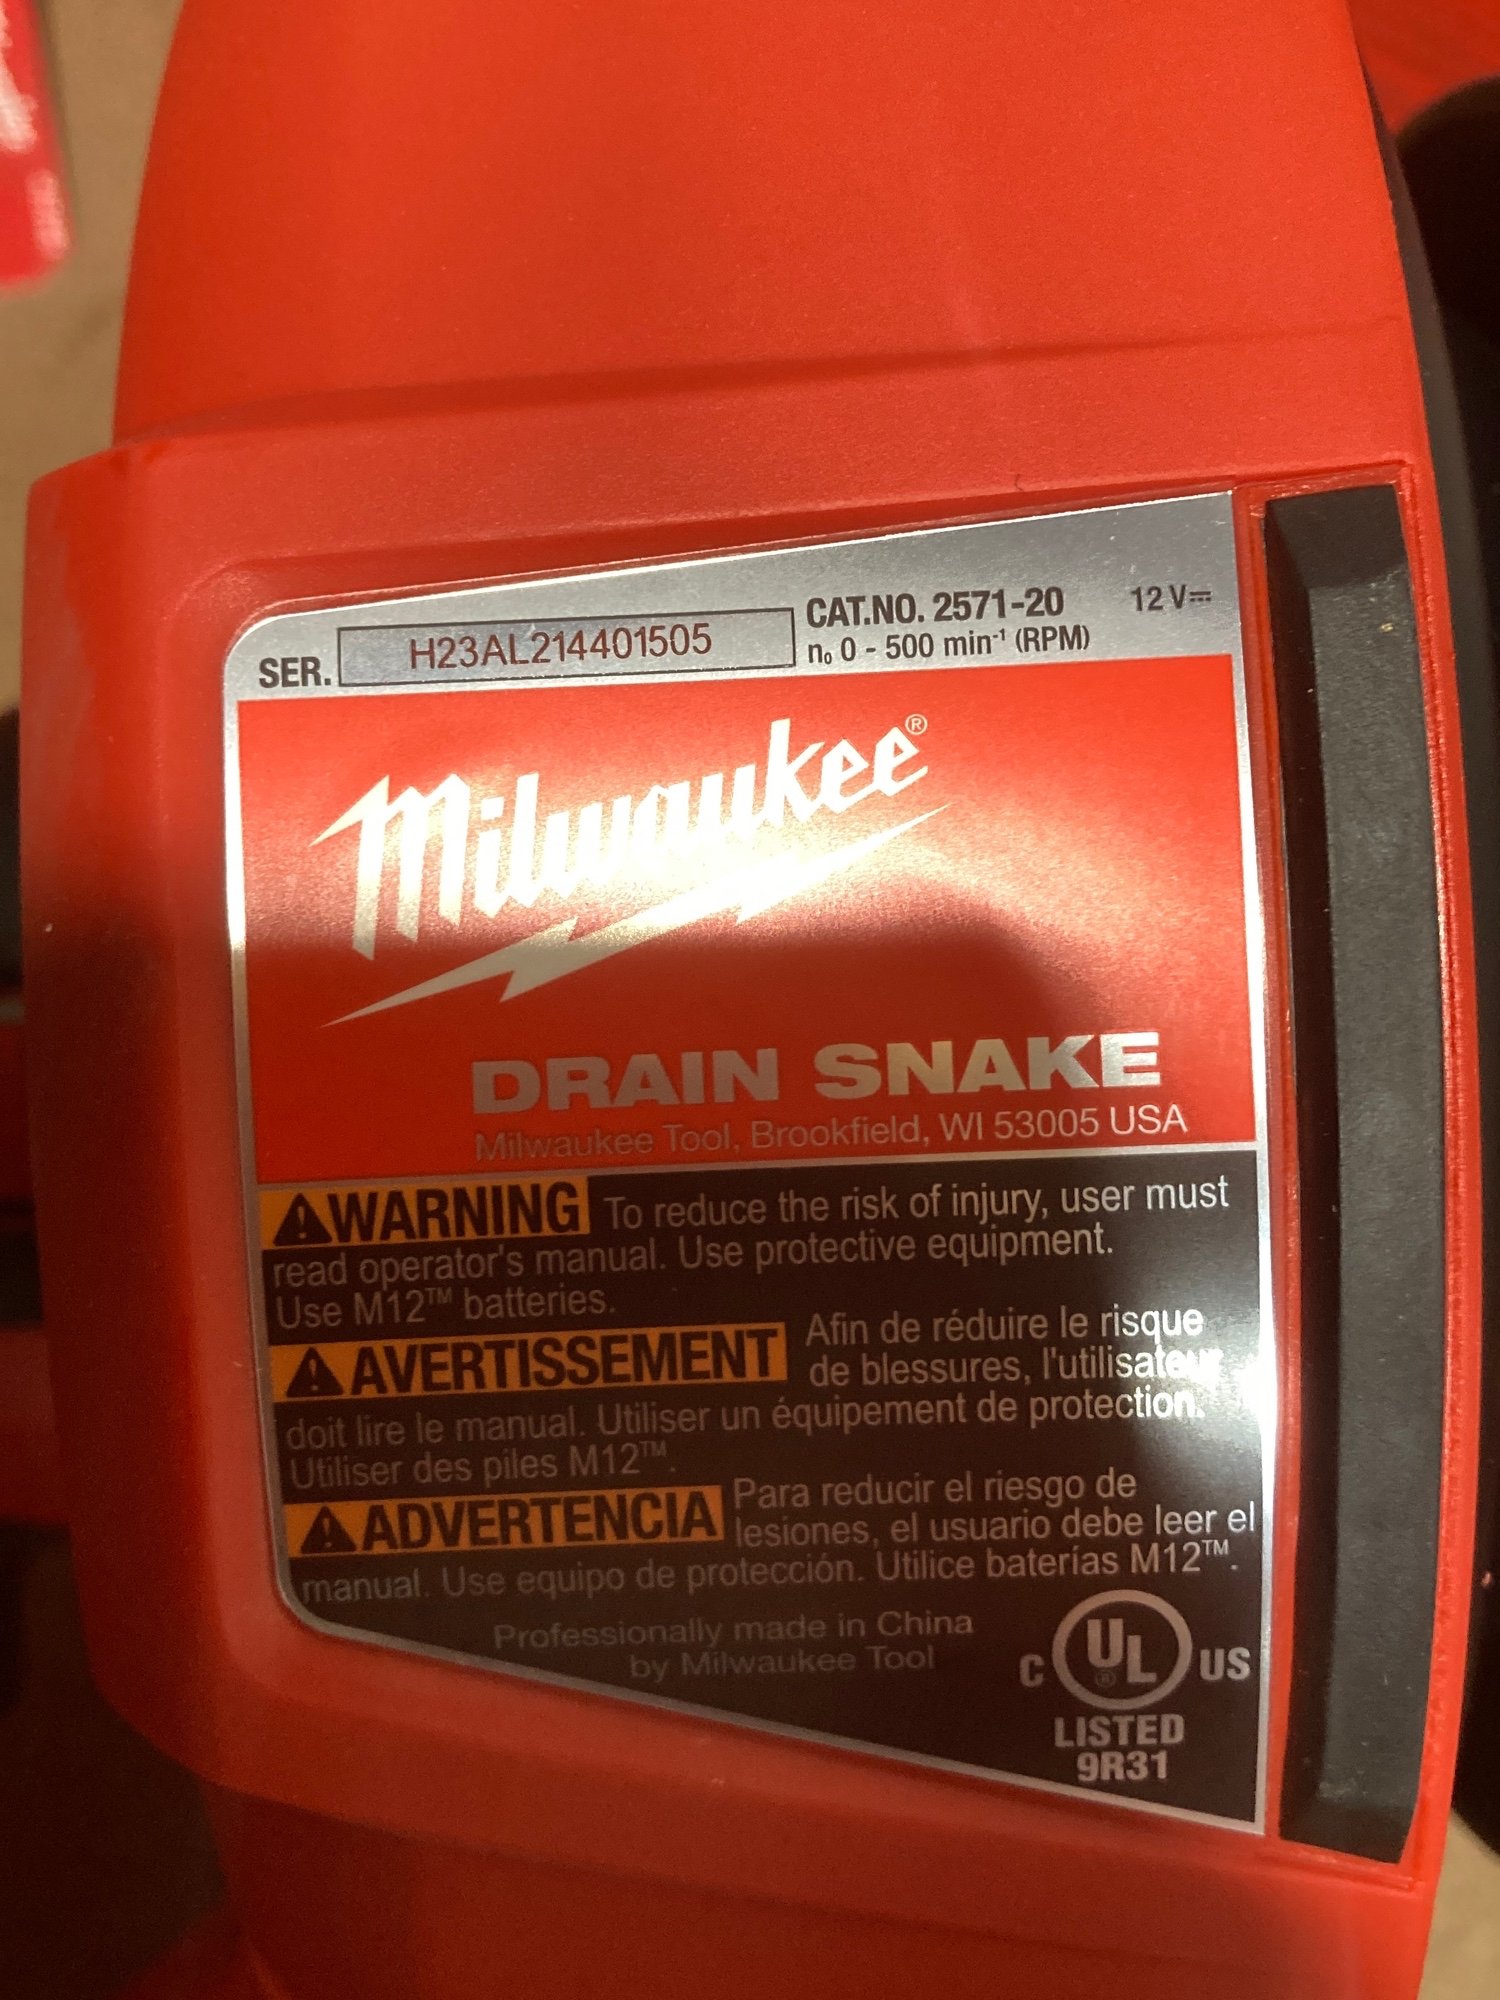 SER. H23AL214401505 CAT.NO. 2571-20 12 V⎓
n₀ 0 - 500 min⁻¹ (RPM)
Milwaukee®
DRAIN SNAKE
Milwaukee Tool, Brookfield, WI 53005 USA
⚠WARNING To reduce the risk of injury, user must
read operator's manual. Use protective equipment.
Use M12™ batteries.
⚠AVERTISSEMENT Afin de réduire le risque
de blessures, l'utilisateur
doit lire le manual. Utiliser un équipement de protection.
Utiliser des piles M12™.
⚠ADVERTENCIA Para reducir el riesgo de
lesiones, el usuario debe leer el
manual. Use equipo de protección. Utilice baterías M12™.
Professionally made in China
by Milwaukee Tool
C UL® US
LISTED
9R31